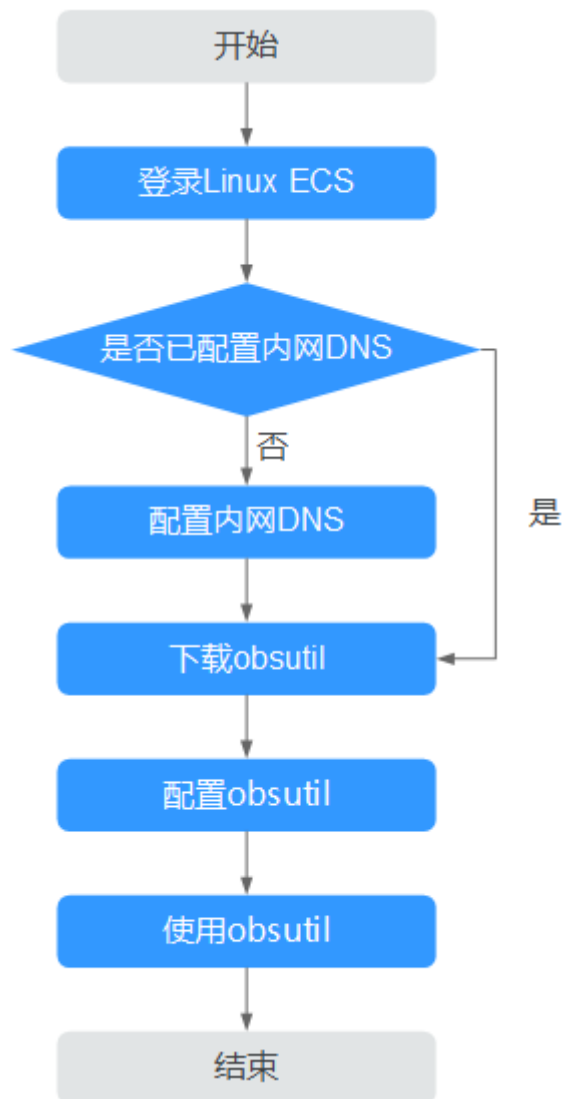 开始
登录Linux ECS
是否已配置内网DNS
否
配置内网DNS
是
下载obsutil
配置obsutil
使用obsutil
结束